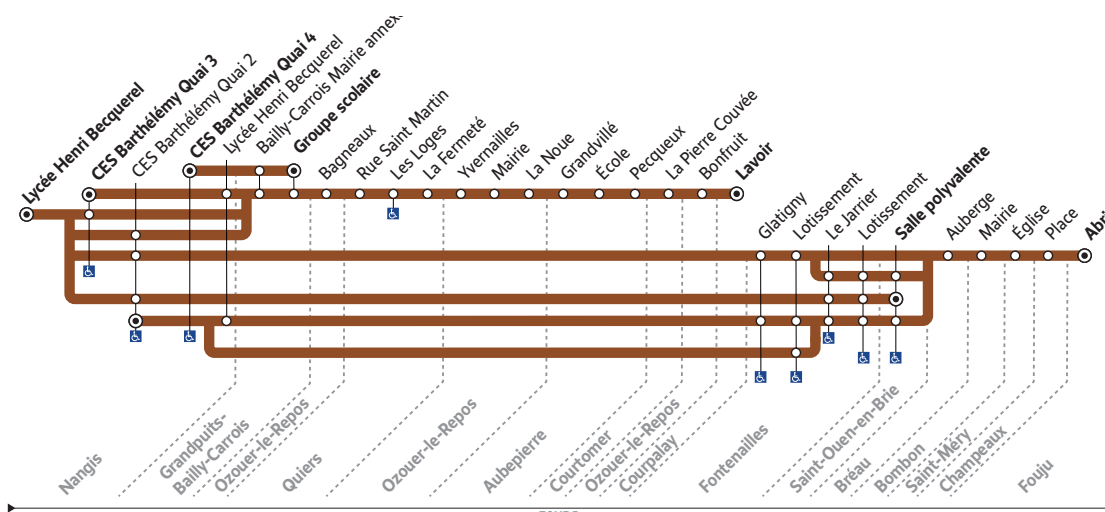 Lycée Henri Becquerel
CES Barthélémy Quai 3
CES Barthélémy Quai 2
CES Barthélémy Quai 4
Lycée Henri Becquerel
Bailly-Carrois Mairie annexe
Groupe scolaire
Bagneaux
Rue Saint Martin
Les Loges
La Fermeté
Yvernailles
Mairie
La Noue
Grandvillé
École
Pecqueux
La Pierre Couvée
Bonfruit
Lavoir
Glatigny
Lotissement
Le Jarrier
Lotissement
Salle polyvalente
Auberge
Mairie
Église
Place
Abri
Nangis
Grandpuits-
Bailly-Carrois
Ozouer-le-Repos
Quiers
Ozouer-le-Repos
Aubepierre
Courtomer
Ozouer-le-Repos
Courpalay
Fontenailles
Saint-Ouen-en-Brie
Bréau
Bombon
Saint-Méry
Champeaux
Fouju